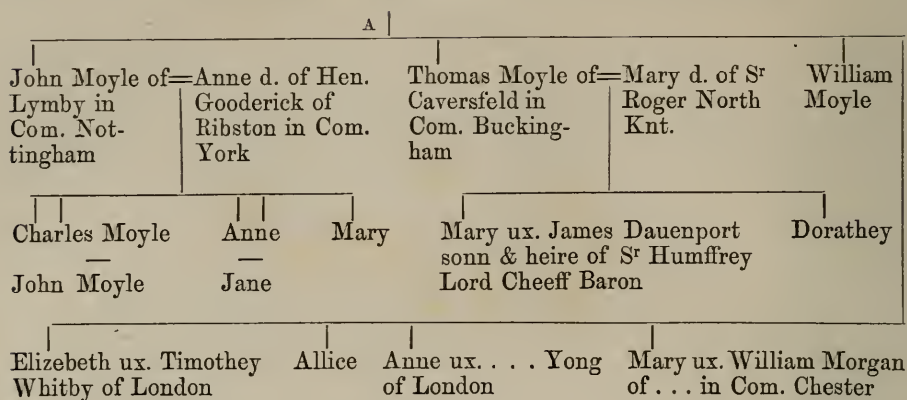 A
John Moyle of=Anne d. of Hen.
Lymby in Gooderick of
Com. Not- Ribston in Com.
tingham York
Thomas Moyle of=Mary d. of Sʳ
Caversfeld in Roger North
Com. Bucking- Knt.
ham
William
Moyle
Charles Moyle
—
John Moyle
Anne
—
Jane
Mary
Mary ux. James Dauenport
sonn & heire of Sʳ Humffrey
Lord Cheeff Baron
Dorathey
Elizebeth ux. Timothey
Whitby of London
Allice
Anne ux. . . . Yong
of London
Mary ux. William Morgan
of . . . in Com. Chester